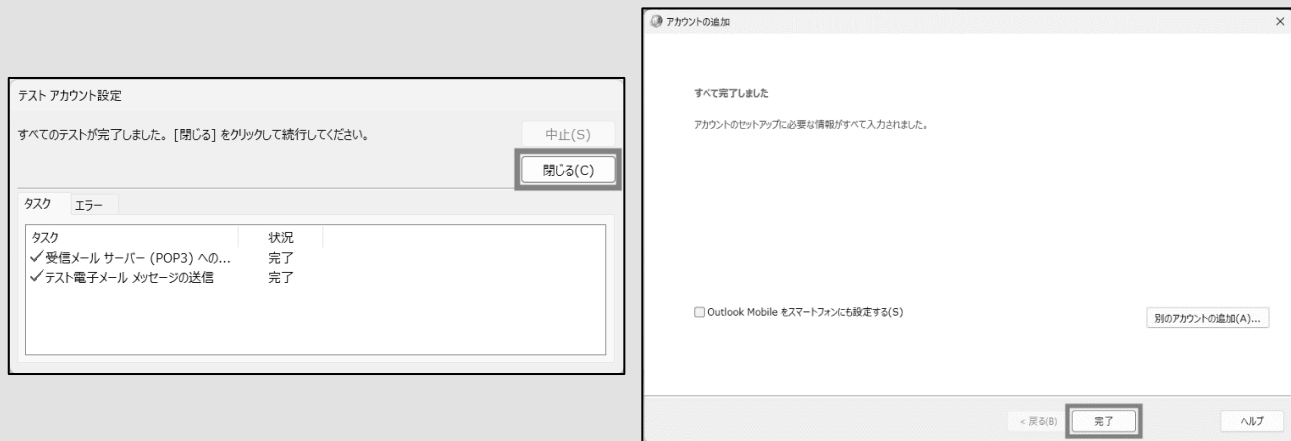 テスト アカウント設定
すべてのテストが完了しました。[閉じる] をクリックして続行してください。
中止(S)
閉じる(C)
タスク エラー
タスク 状況
✓受信メール サーバー (POP3) への... 完了
✓テスト電子メール メッセージの送信 完了
アカウントの追加
すべて完了しました
アカウントのセットアップに必要な情報がすべて入力されました。
Outlook Mobile をスマートフォンにも設定する(S)
別のアカウントの追加(A)...
< 戻る(B) 完了 ヘルプ